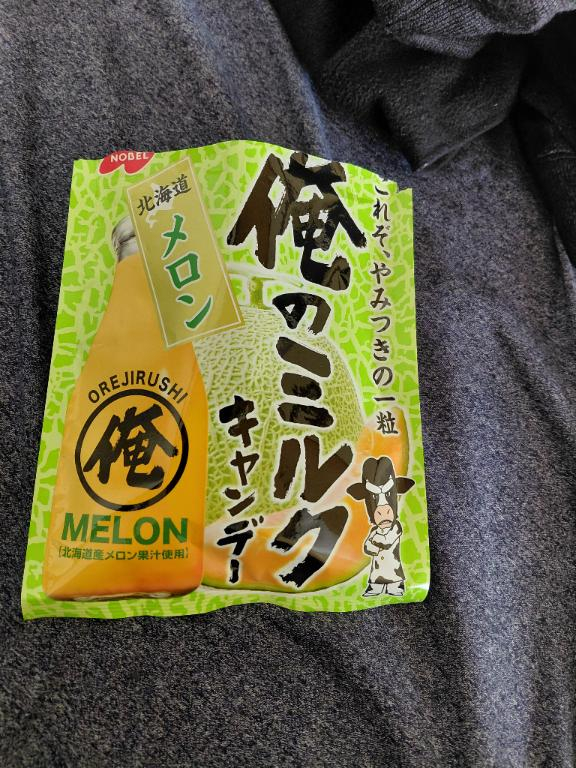 NOBEL
北海道
メロン
俺のミルク
キャンデー
これぞ、やみつきの一粒
OREJIRUSHI
俺
MELON
【北海道産メロン果汁使用】